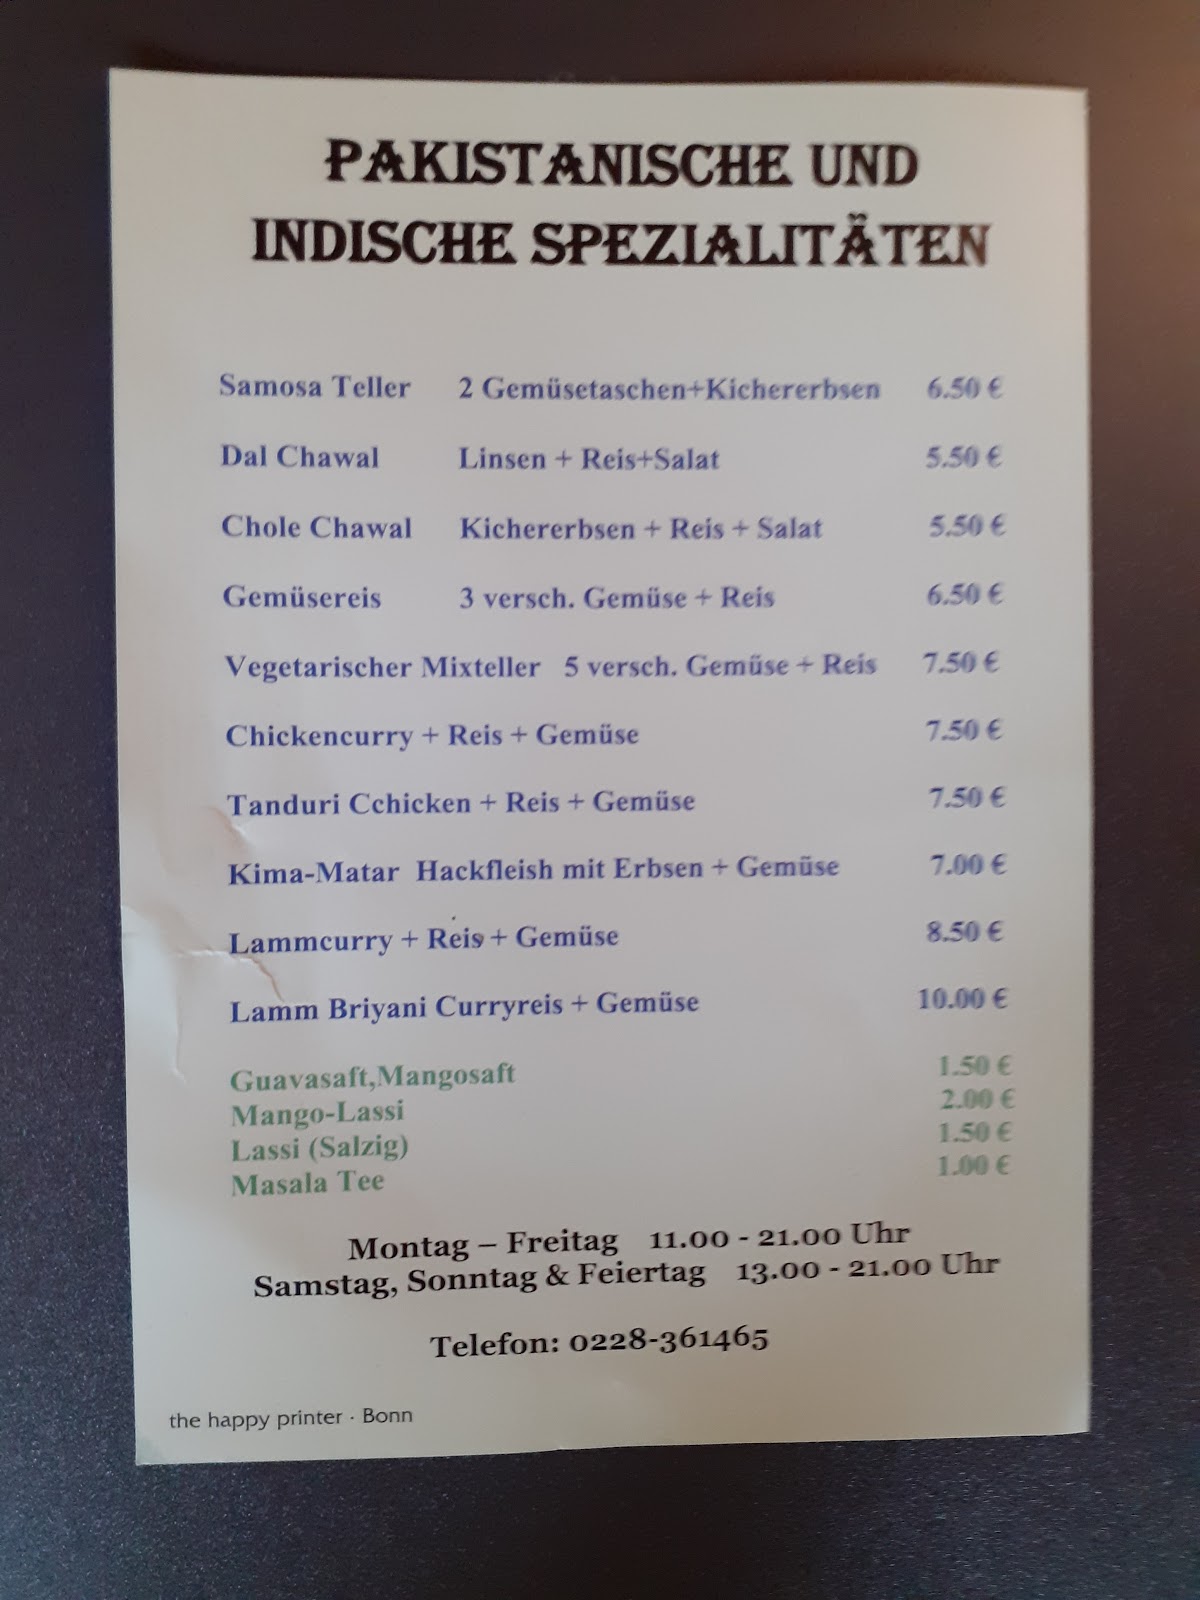 PAKISTANISCHE UND
INDISCHE SPEZIALITÄTEN
Samosa Teller 2 Gemüsetaschen+Kichererbsen 6.50 €
Dal Chawal Linsen + Reis+Salat 5.50 €
Chole Chawal Kichererbsen + Reis + Salat 5.50 €
Gemüsereis 3 versch. Gemüse + Reis 6.50 €
Vegetarischer Mixteller 5 versch. Gemüse + Reis 7.50 €
Chickencurry + Reis + Gemüse 7.50 €
Tanduri Cchicken + Reis + Gemüse 7.50 €
Kima-Matar Hackfleish mit Erbsen + Gemüse 7.00 €
Lammcurry + Reis + Gemüse 8.50 €
Lamm Briyani Curryreis + Gemüse 10.00 €
Guavasaft,Mangosaft 1.50 €
Mango-Lassi 2.00 €
Lassi (Salzig) 1.50 €
Masala Tee 1.00 €
Montag – Freitag 11.00 - 21.00 Uhr
Samstag, Sonntag & Feiertag 13.00 - 21.00 Uhr
Telefon: 0228-361465
the happy printer · Bonn